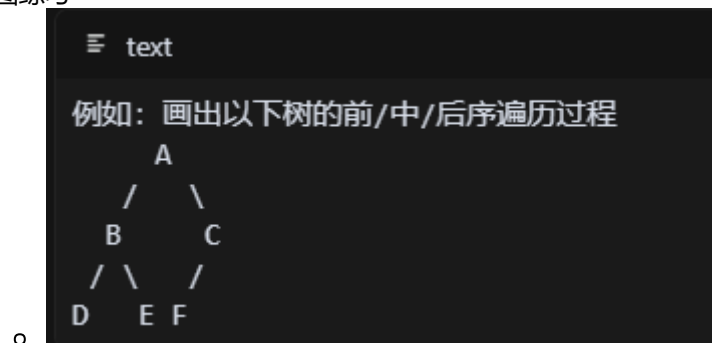 text
例如：画出以下树的前/中/后序遍历过程
      A
    /   \
   B     C
  / \   /
D   E F